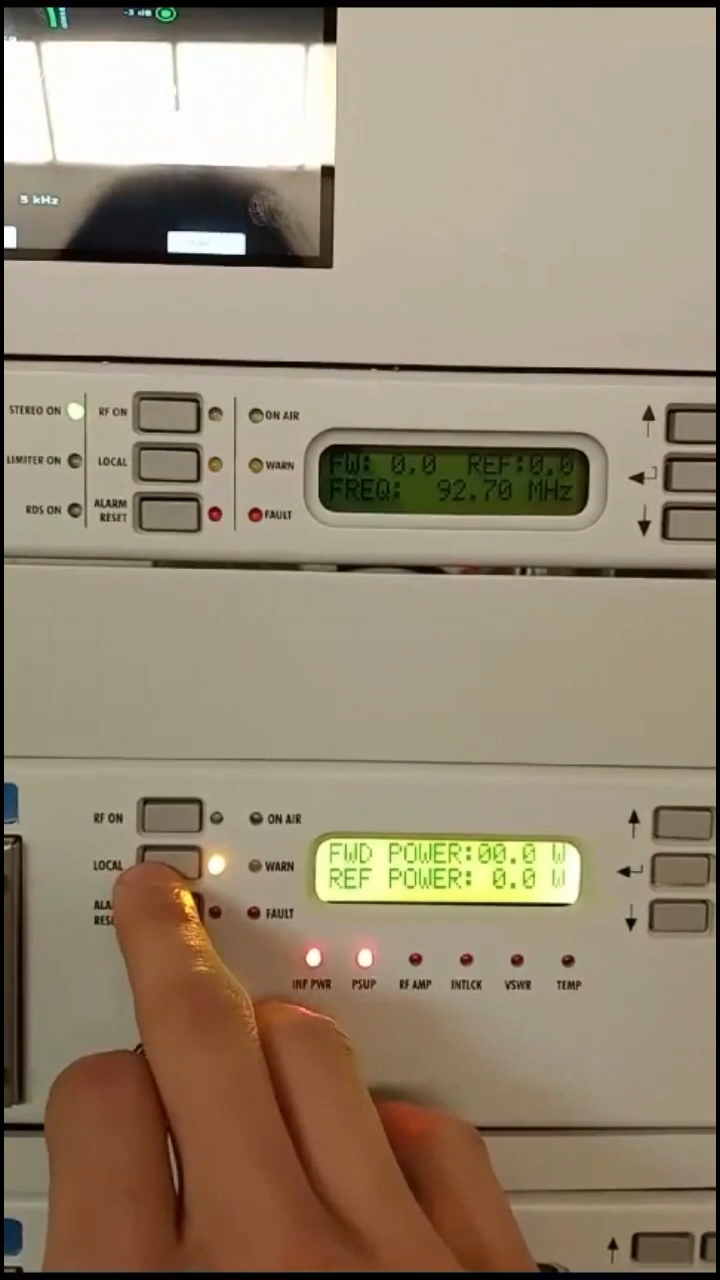 -3 dB
5 kHz
STEREO ON
RF ON
ON AIR
LIMITER ON
LOCAL
WARN
RDS ON
ALARM
RESET
FAULT
FW: 0.0 REF:0.0
FREQ: 92.70 MHz
RF ON
ON AIR
LOCAL
WARN
FAULT
FWD POWER:00.0 W
REF POWER: 0.0 W
INP PWR
PSUP
RF AMP
INTLCK
VSWR
TEMP